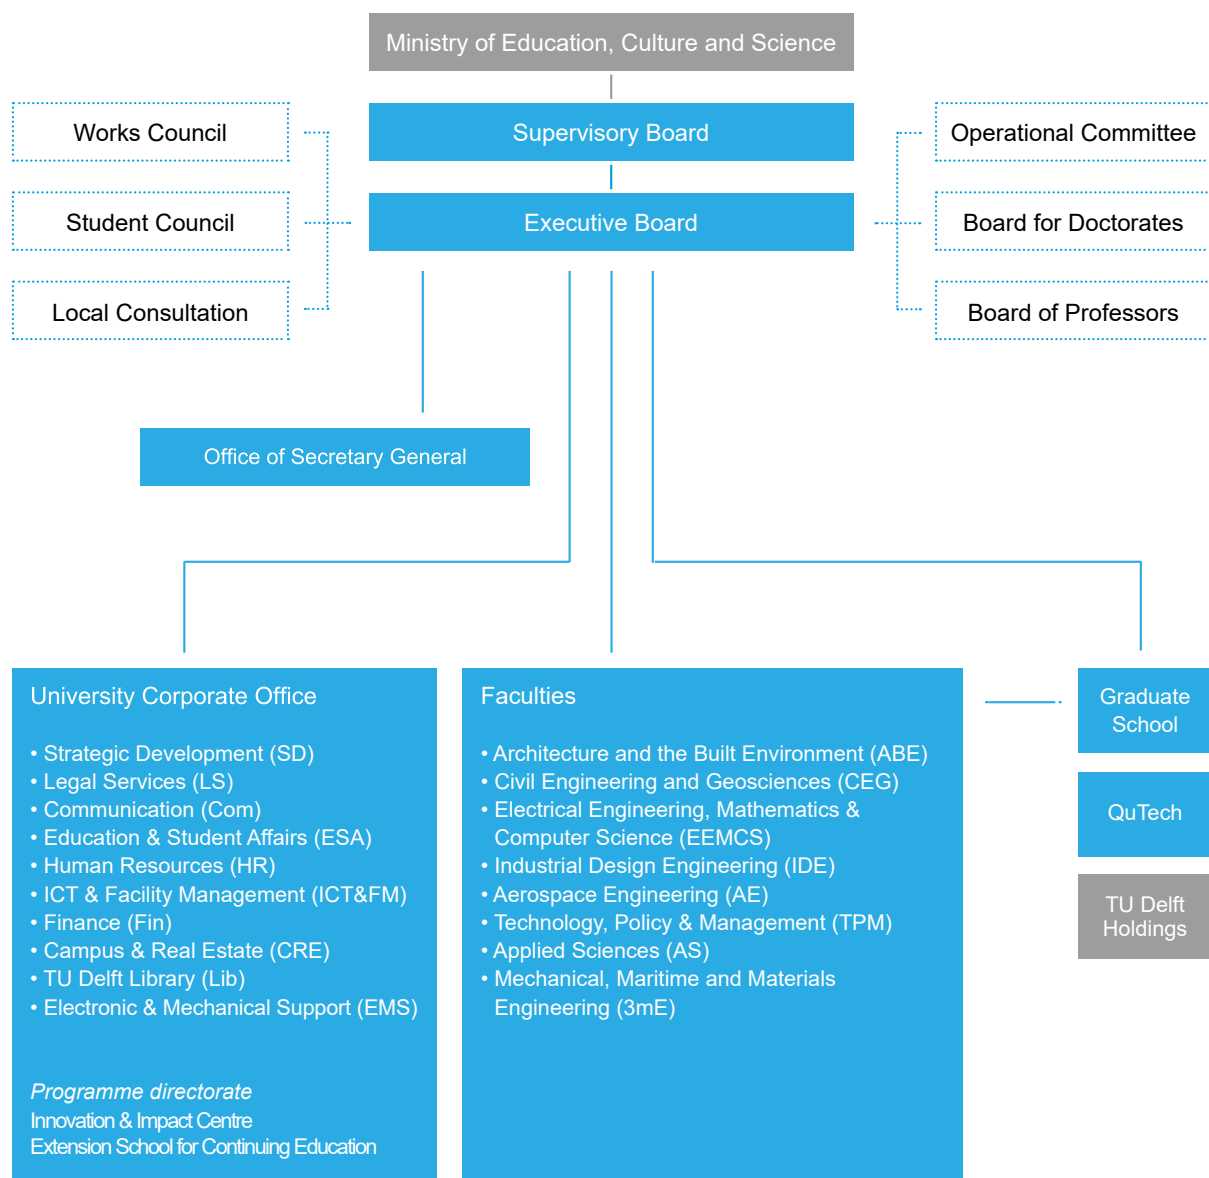 Ministry of Education, Culture and Science
Works Council
Supervisory Board
Operational Committee
Student Council
Executive Board
Board for Doctorates
Local Consultation
Board of Professors
Office of Secretary General
University Corporate Office
• Strategic Development (SD)
• Legal Services (LS)
• Communication (Com)
• Education & Student Affairs (ESA)
• Human Resources (HR)
• ICT & Facility Management (ICT&FM)
• Finance (Fin)
• Campus & Real Estate (CRE)
• TU Delft Library (Lib)
• Electronic & Mechanical Support (EMS)
Programme directorate
Innovation & Impact Centre
Extension School for Continuing Education
Faculties
• Architecture and the Built Environment (ABE)
• Civil Engineering and Geosciences (CEG)
• Electrical Engineering, Mathematics &
Computer Science (EEMCS)
• Industrial Design Engineering (IDE)
• Aerospace Engineering (AE)
• Technology, Policy & Management (TPM)
• Applied Sciences (AS)
• Mechanical, Maritime and Materials
Engineering (3mE)
Graduate
School
QuTech
TU Delft
Holdings